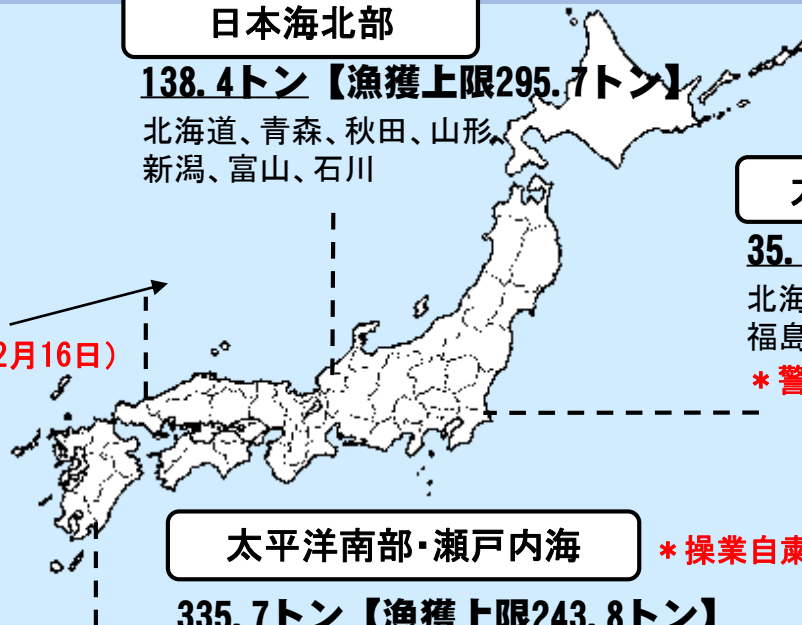 日本海北部
138.4トン【漁獲上限295.7トン】
北海道、青森、秋田、山形、
新潟、富山、石川
35.
北海
福島
*警
2月16日)
太平洋南部・瀬戸内海
*操業自粛
335.7トン【漁獲上限243.8トン】